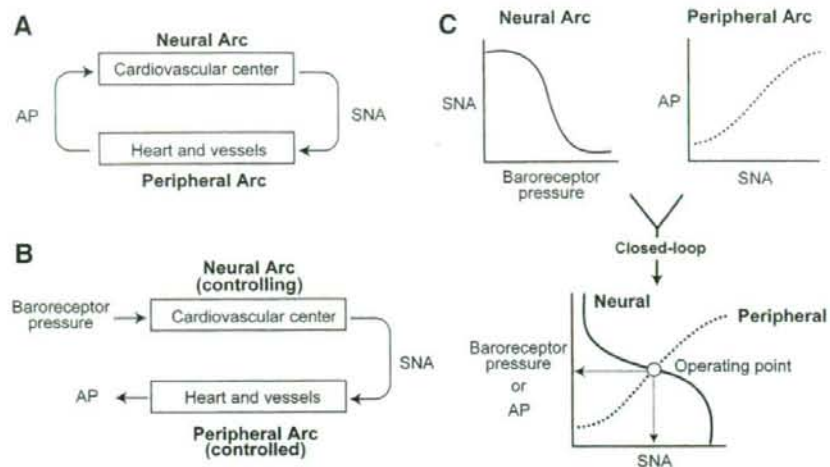 A
Neural Arc
Cardiovascular center
AP
SNA
Heart and vessels
Peripheral Arc
B
Neural Arc
(controlling)
Baroreceptor
pressure
Cardiovascular center
SNA
AP
Heart and vessels
Peripheral Arc
(controlled)
C
Neural Arc
Peripheral Arc
SNA
Baroreceptor
pressure
AP
SNA
Closed-loop
Neural
Peripheral
Baroreceptor
pressure
or
AP
Operating point
SNA